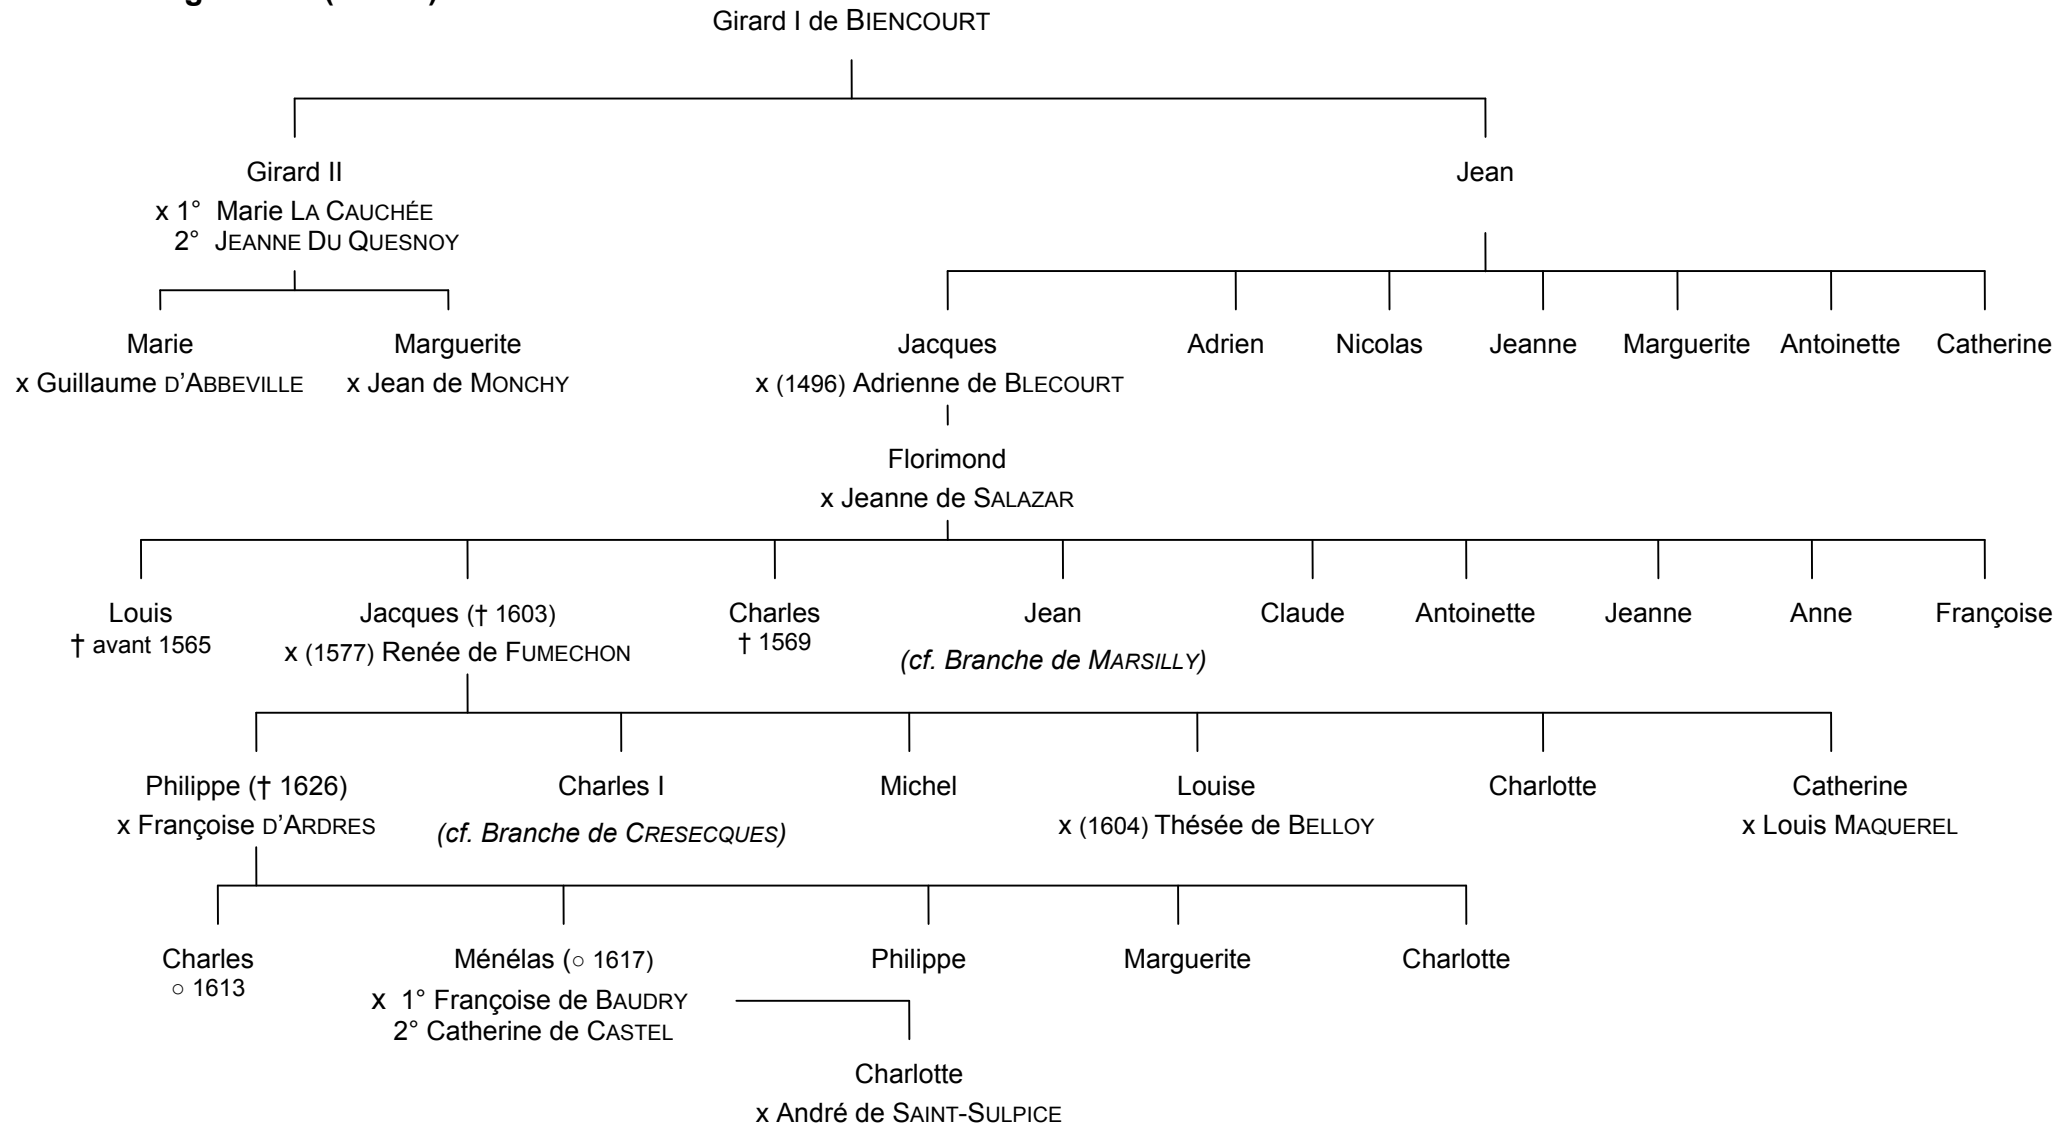 Girard I de BIENCOURT
Girard II
x 1° Marie LA CAUCHÉE
2° JEANNE DU QUESNOY
Jean
Marie
x Guillaume D'ABBEVILLE
Marguerite
x Jean de MONCHY
Jacques
x (1496) Adrienne de BLECOURT
Adrien
Nicolas
Jeanne
Marguerite
Antoinette
Catherine
Florimond
x Jeanne de SALAZAR
Louis
† avant 1565
Jacques († 1603)
x (1577) Renée de FUMECHON
Charles
† 1569
Jean
(cf. Branche de MARSILLY)
Claude
Antoinette
Jeanne
Anne
Françoise
Philippe († 1626)
x Françoise D'ARDRES
Charles I
(cf. Branche de CRESECQUES)
Michel
Louise
x (1604) Thésée de BELLOY
Charlotte
Catherine
x Louis MAQUEREL
Charles
○ 1613
Ménélas (○ 1617)
x 1° Françoise de BAUDRY
2° Catherine de CASTEL
Philippe
Marguerite
Charlotte
Charlotte
x André de SAINT-SULPICE